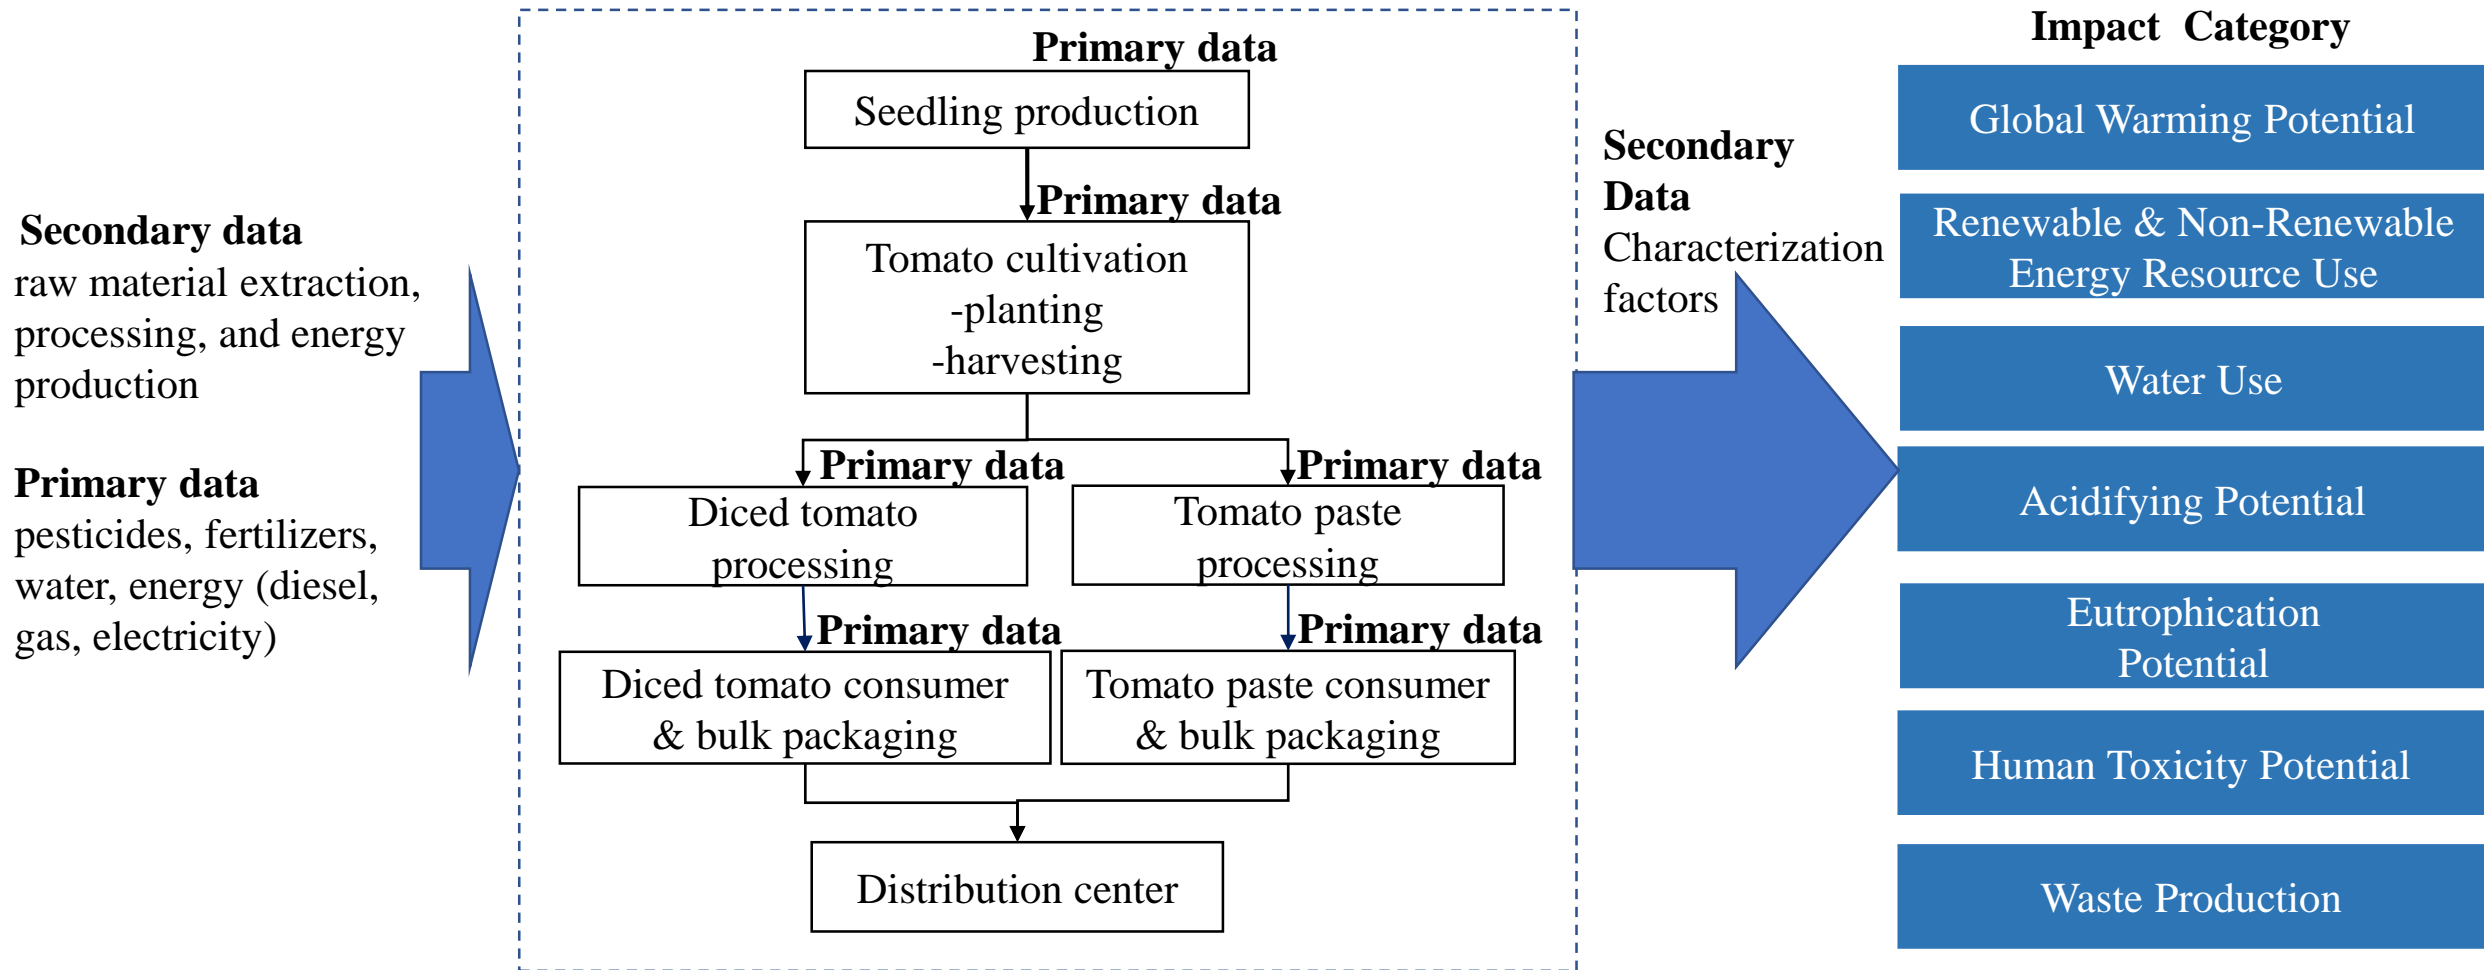 Secondary data
raw material extraction,
processing, and energy
production
Primary data
pesticides, fertilizers,
water, energy (diesel,
gas, electricity)
Primary data
Seedling production
Primary data
Tomato cultivation
-planting
-harvesting
Primary data
Diced tomato
processing
Primary data
Tomato paste
processing
Primary data
Diced tomato consumer
& bulk packaging
Primary data
Tomato paste consumer
& bulk packaging
Distribution center
Secondary
Data
Characterization
factors
Impact Category
Global Warming Potential
Renewable & Non-Renewable
Energy Resource Use
Water Use
Acidifying Potential
Eutrophication
Potential
Human Toxicity Potential
Waste Production